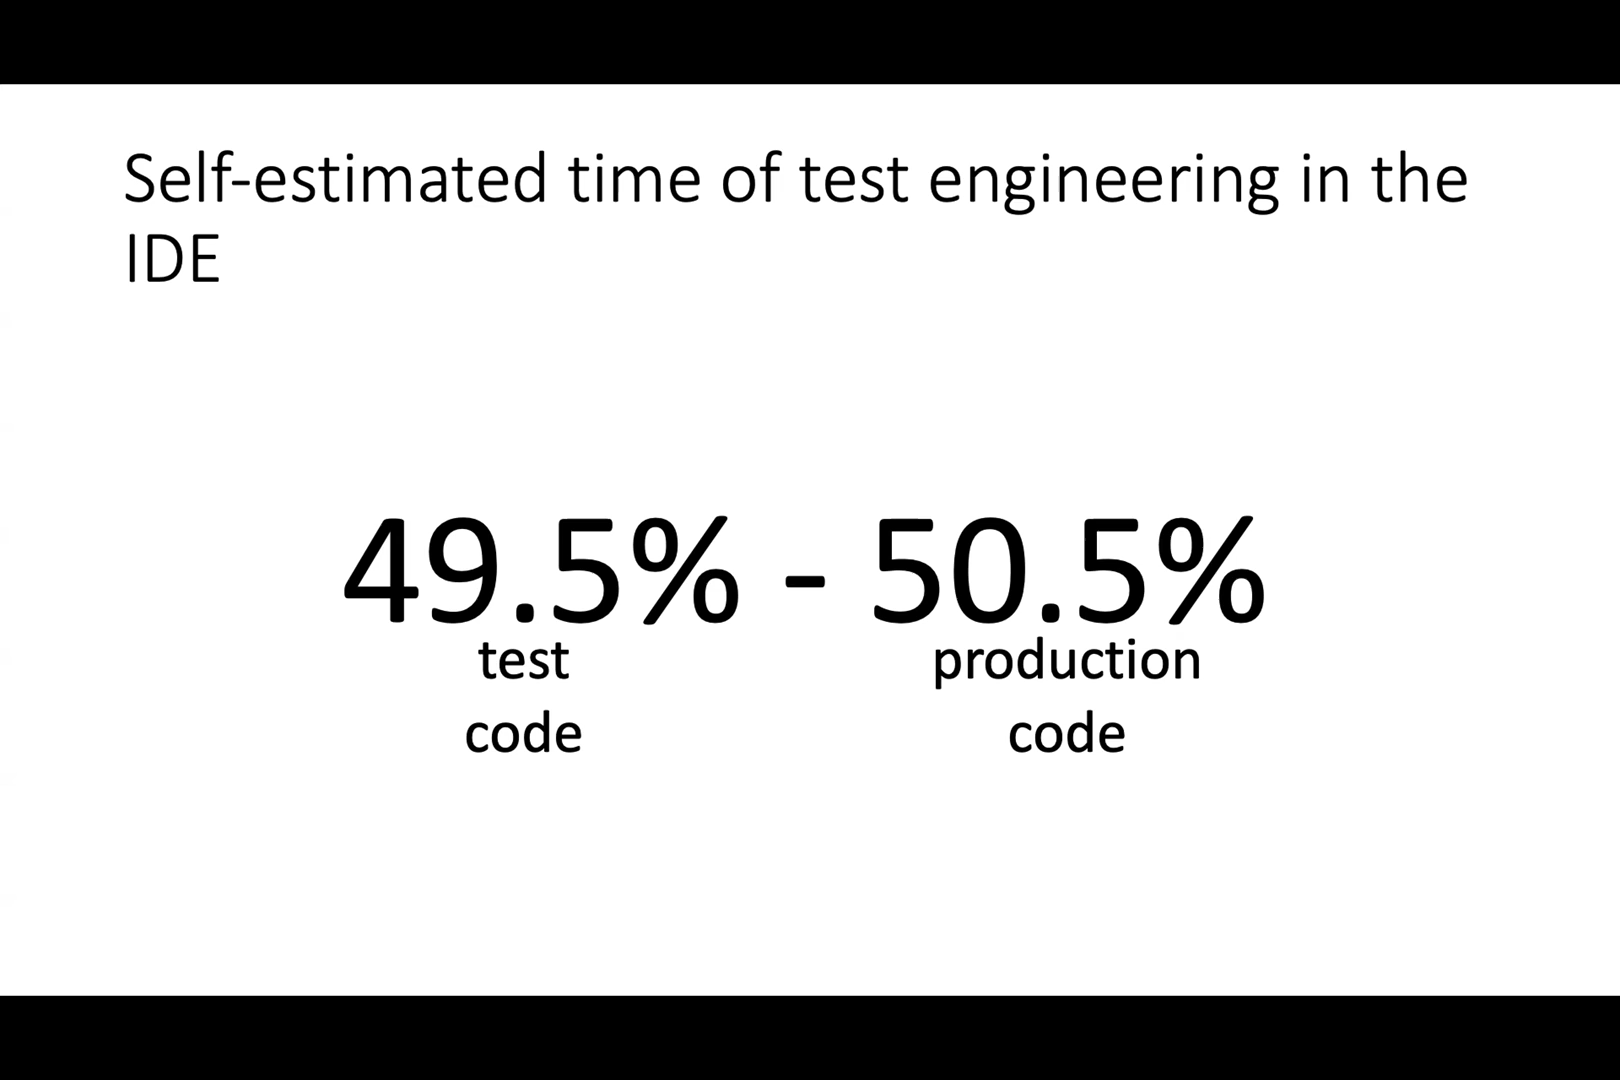 Self-estimated time of test engineering in the
IDE
49.5% - 50.5%
test production
code code